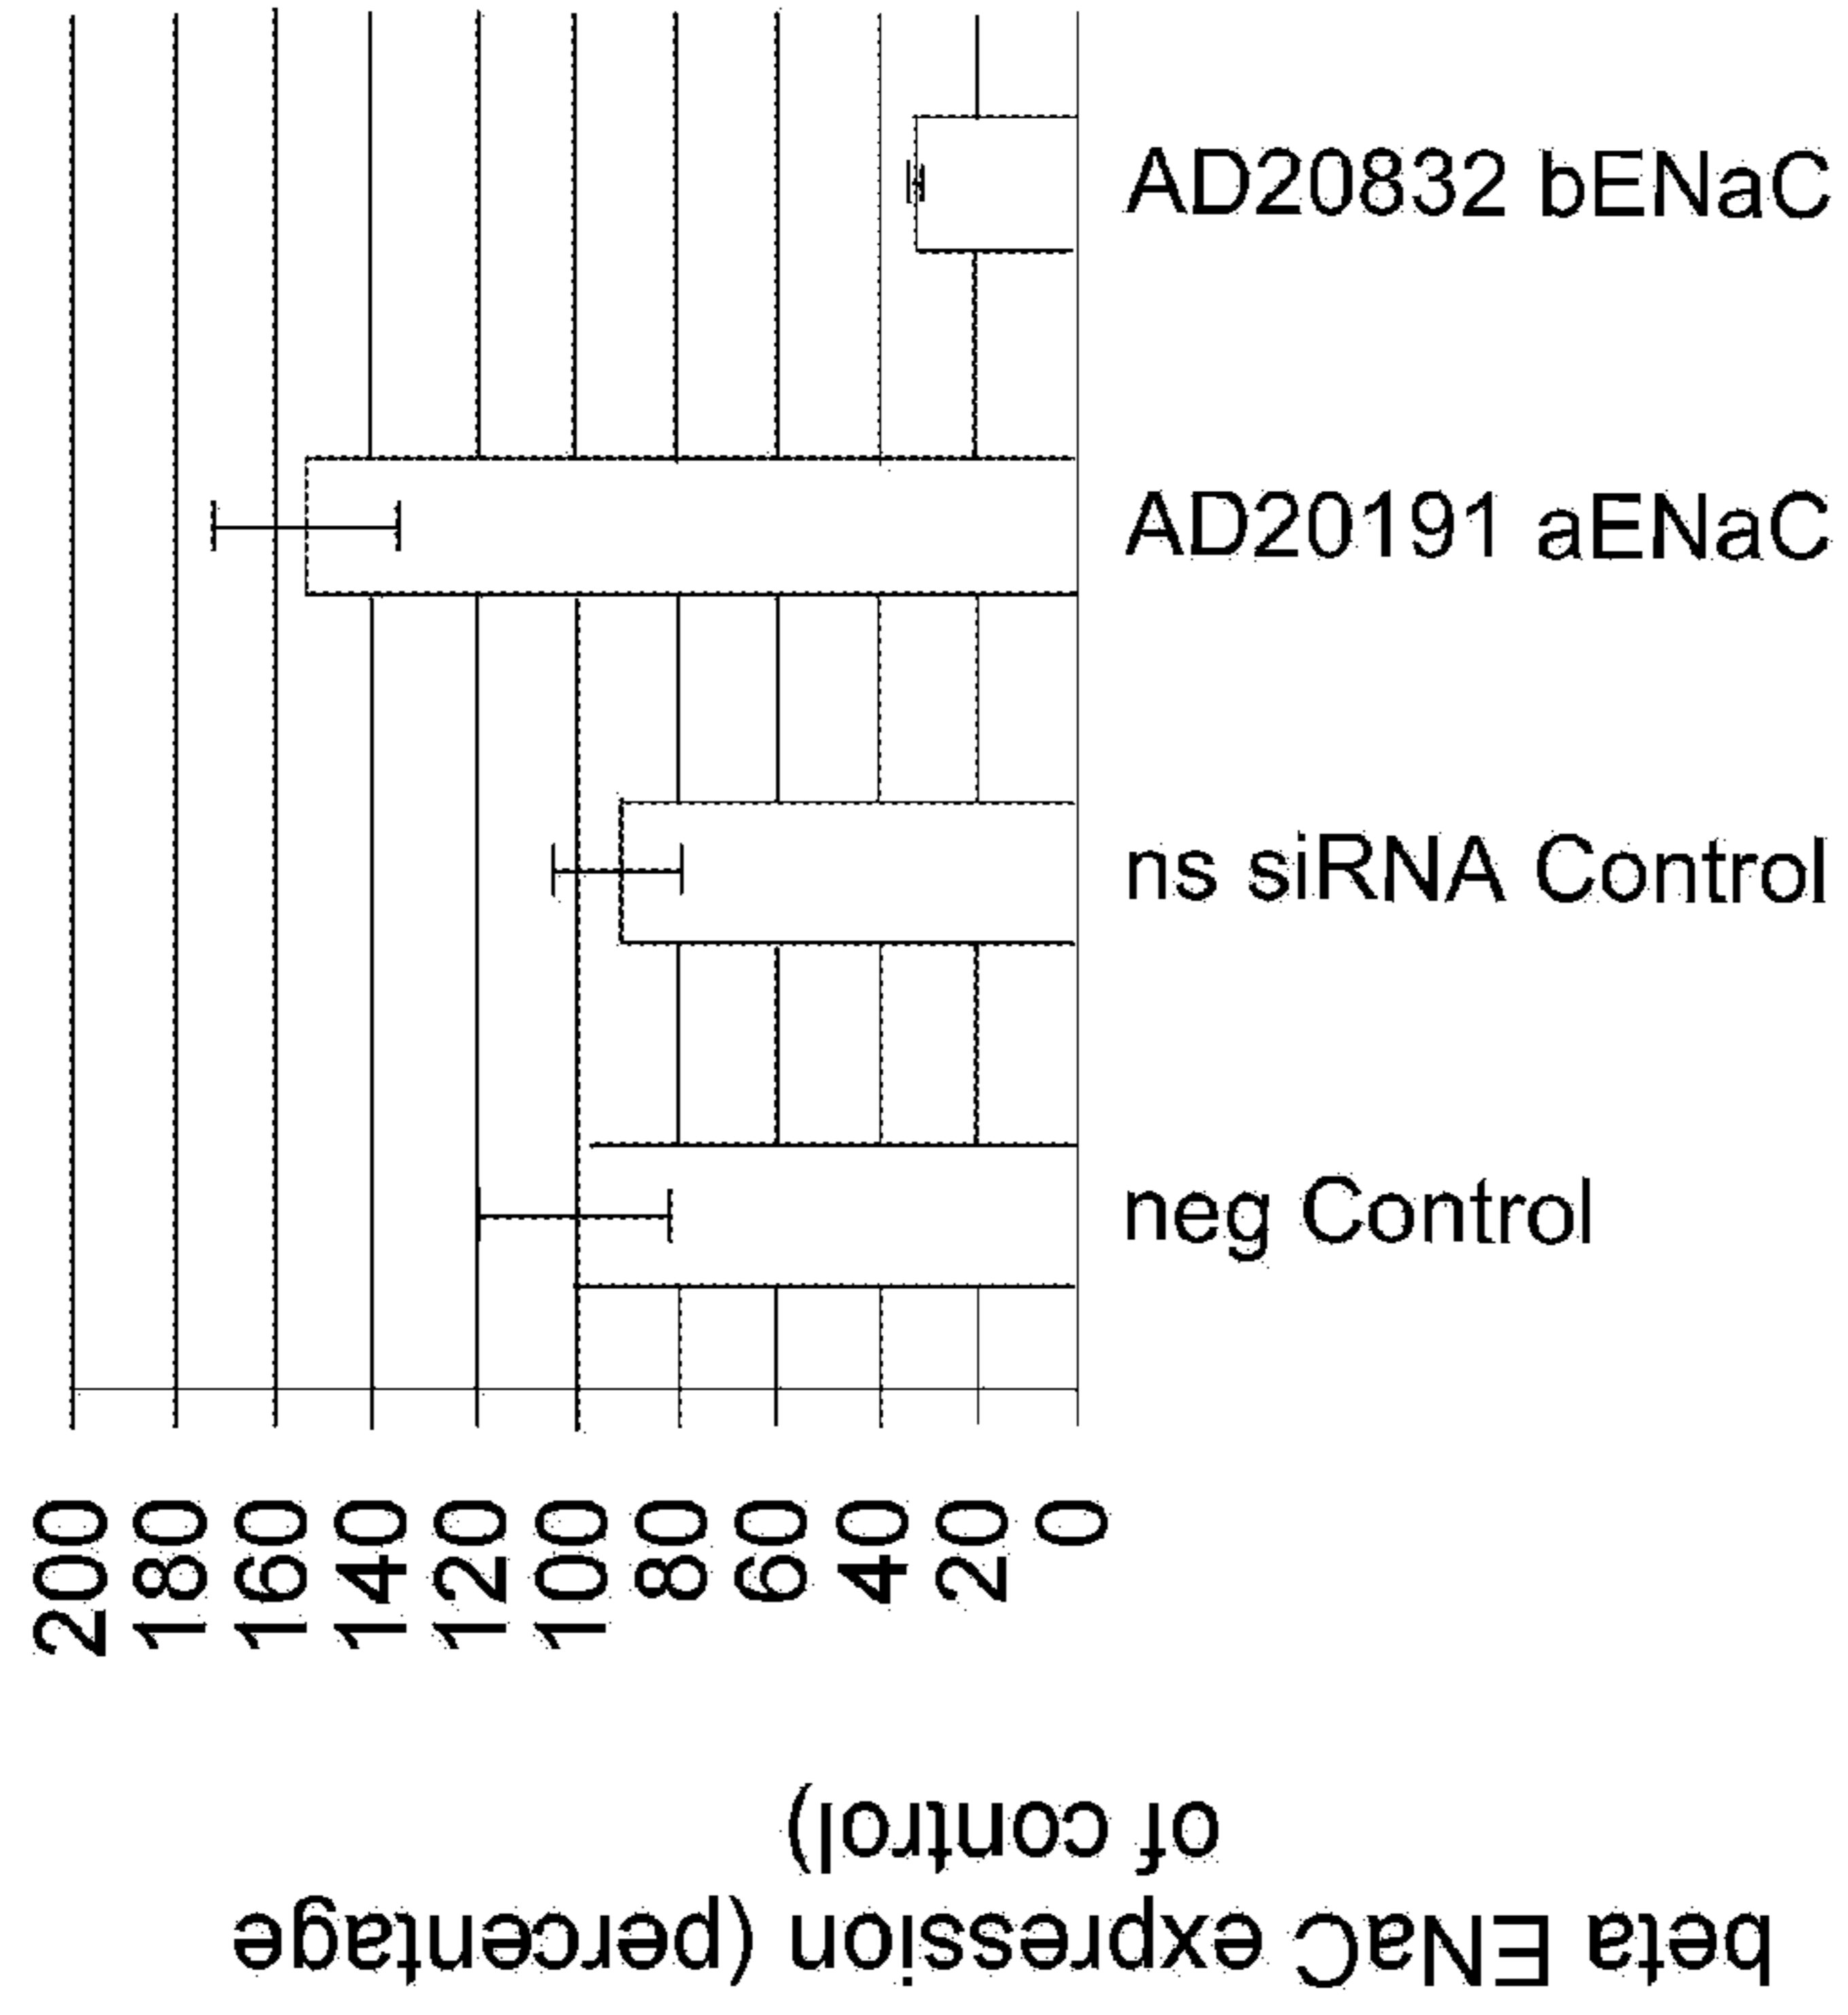 beta ENaC expression (percentage
of control)
200
180
160
140
120
100
80
60
40
20
0
neg Control
ns siRNA Control
AD20191 aENaC
AD20832 bENaC